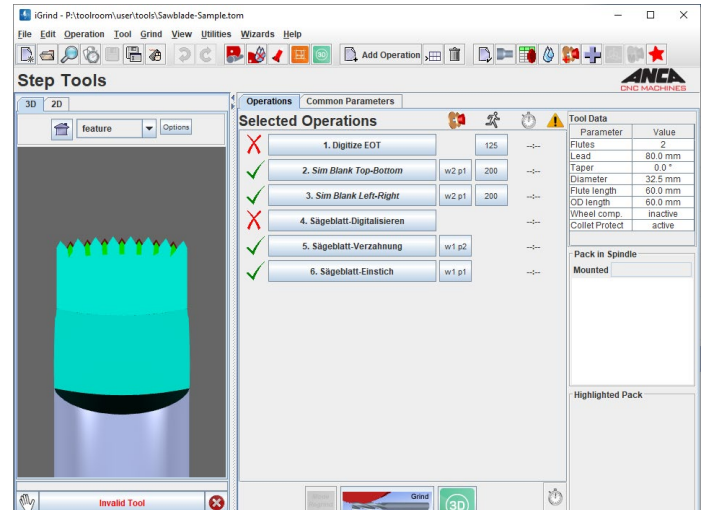 iGrind - P:\toolroom\user\tools\Sawblade-Sample.tom
File Edit Operation Tool Grind View Utilities Wizards Help
Add Operation
Step Tools
ANCA
CNC MACHINES
3D 2D
feature Options
Invalid Tool
Operations Common Parameters
Selected Operations
1. Digitize EOT 125 --:--
2. Sim Blank Top-Bottom w2 p1 200 --:--
3. Sim Blank Left-Right w2 p1 200 --:--
4. Sägeblatt-Digitalisieren --:--
5. Sägeblatt-Verzahnung w1 p2 --:--
6. Sägeblatt-Einstich w1 p1 --:--
Grind
3D
Tool Data
Parameter Value
Flutes 2
Lead 80.0 mm
Taper 0.0 °
Diameter 32.5 mm
Flute length 60.0 mm
OD length 60.0 mm
Wheel comp. inactive
Collet Protect active
Pack in Spindle
Mounted
Highlighted Pack